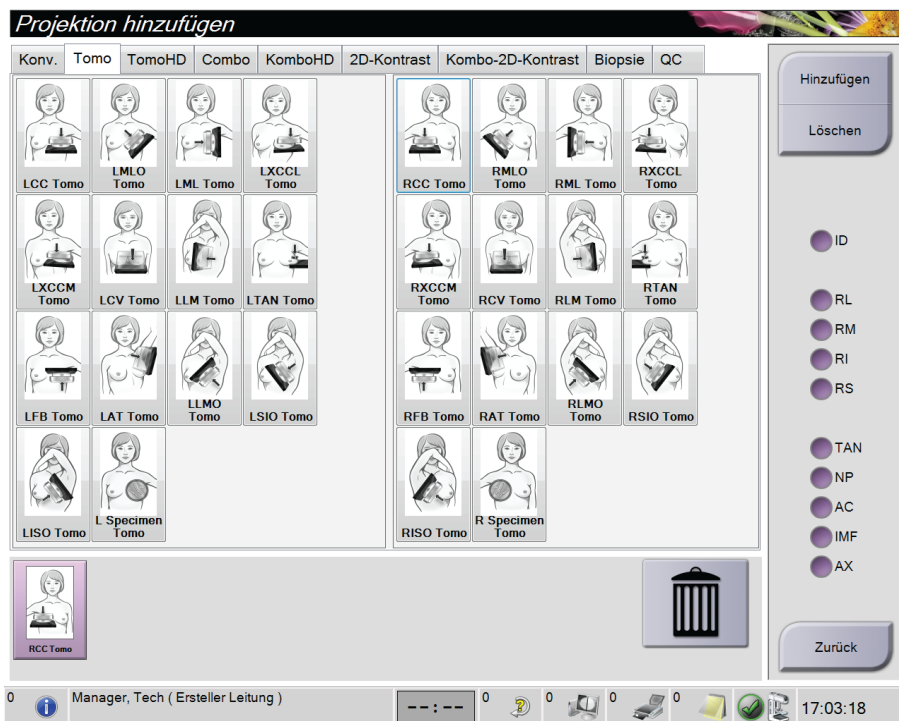 Projektion hinzufügen
Konv. Tomo TomoHD Combo KomboHD 2D-Kontrast Kombo-2D-Kontrast Biopsie QC
LCC Tomo
LMLO
Tomo
LML Tomo
LXCCL
Tomo
LXCCM
Tomo
LCV Tomo
LLM Tomo
LTAN Tomo
LFB Tomo
LAT Tomo
LLMO
Tomo
LSIO Tomo
LISO Tomo
L Specimen
Tomo
RCC Tomo
RMLO
Tomo
RML Tomo
RXCCL
Tomo
RXCCM
Tomo
RCV Tomo
RLM Tomo
RTAN
Tomo
RFB Tomo
RAT Tomo
RLMO
Tomo
RSIO Tomo
RISO Tomo
R Specimen
Tomo
Hinzufügen
Löschen
ID
RL
RM
RI
RS
TAN
NP
AC
IMF
AX
Zurück
RCC Tomo
0 Manager, Tech ( Ersteller Leitung ) --:-- 0 0 0 0 17:03:18